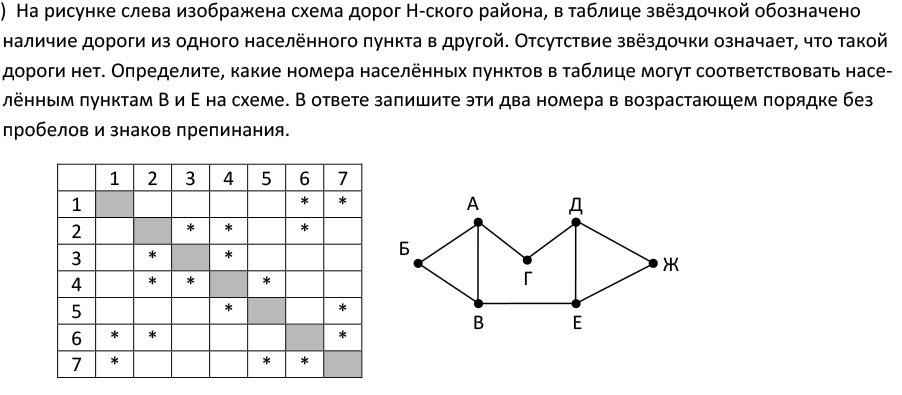 ) На рисунке слева изображена схема дорог Н-ского района, в таблице звёздочкой обозначено
наличие дороги из одного населённого пункта в другой. Отсутствие звёздочки означает, что такой
дороги нет. Определите, какие номера населённых пунктов в таблице могут соответствовать насе-
лённым пунктам В и Е на схеме. В ответе запишите эти два номера в возрастающем порядке без
пробелов и знаков препинания.
1 2 3 4 5 6 7
1 * *
2 * * *
3 * *
4 * * *
5 * *
6 * * *
7 * * *
А Д
Б
Г Ж
В Е